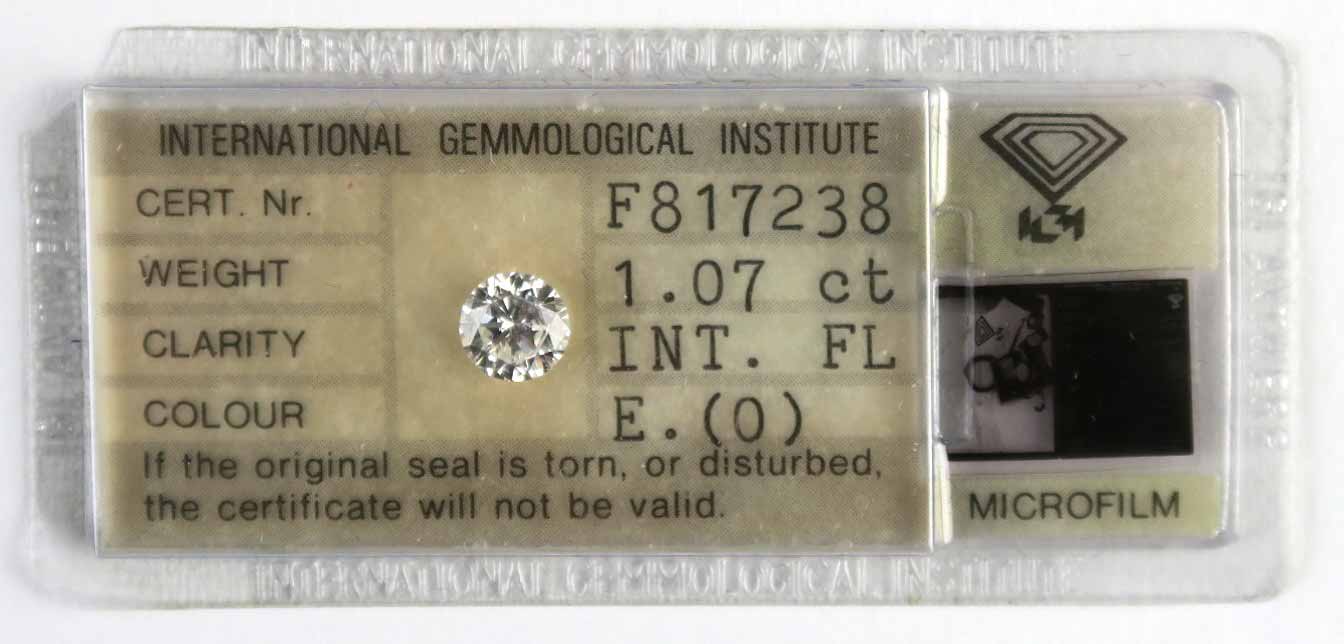 INTERNATIONAL GEMMOLOGICAL INSTITUTE
INTERNATIONAL GEMMOLOGICAL INSTITUTE
CERT. Nr. F817238
WEIGHT 1.07 ct
CLARITY INT. FL
COLOUR E.(0)
If the original seal is torn, or disturbed,
the certificate will not be valid.
MICROFILM
INTERNATIONAL GEMMOLOGICAL INSTITUTE